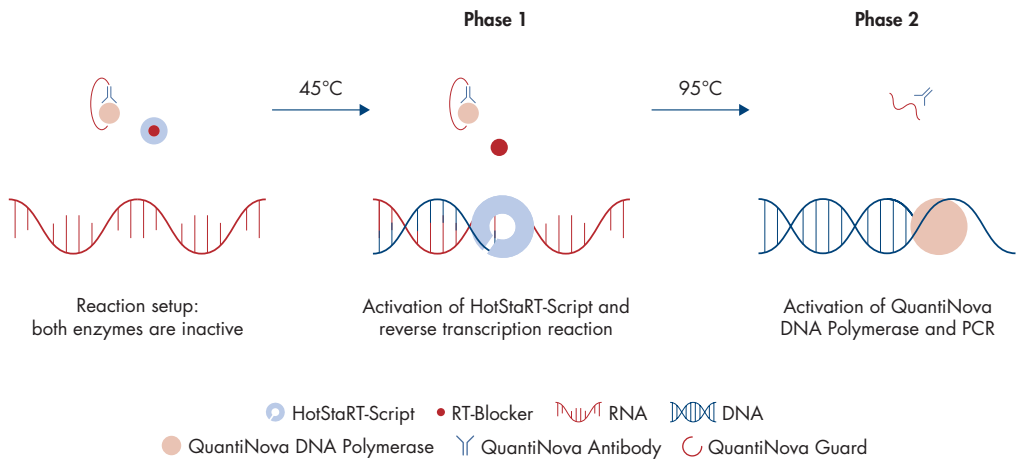 Phase 1
Phase 2
45°C
95°C
Reaction setup:
both enzymes are inactive
Activation of HotStaRT-Script and
reverse transcription reaction
Activation of QuantiNova
DNA Polymerase and PCR
HotStaRT-Script
RT-Blocker
RNA
DNA
QuantiNova DNA Polymerase
QuantiNova Antibody
QuantiNova Guard